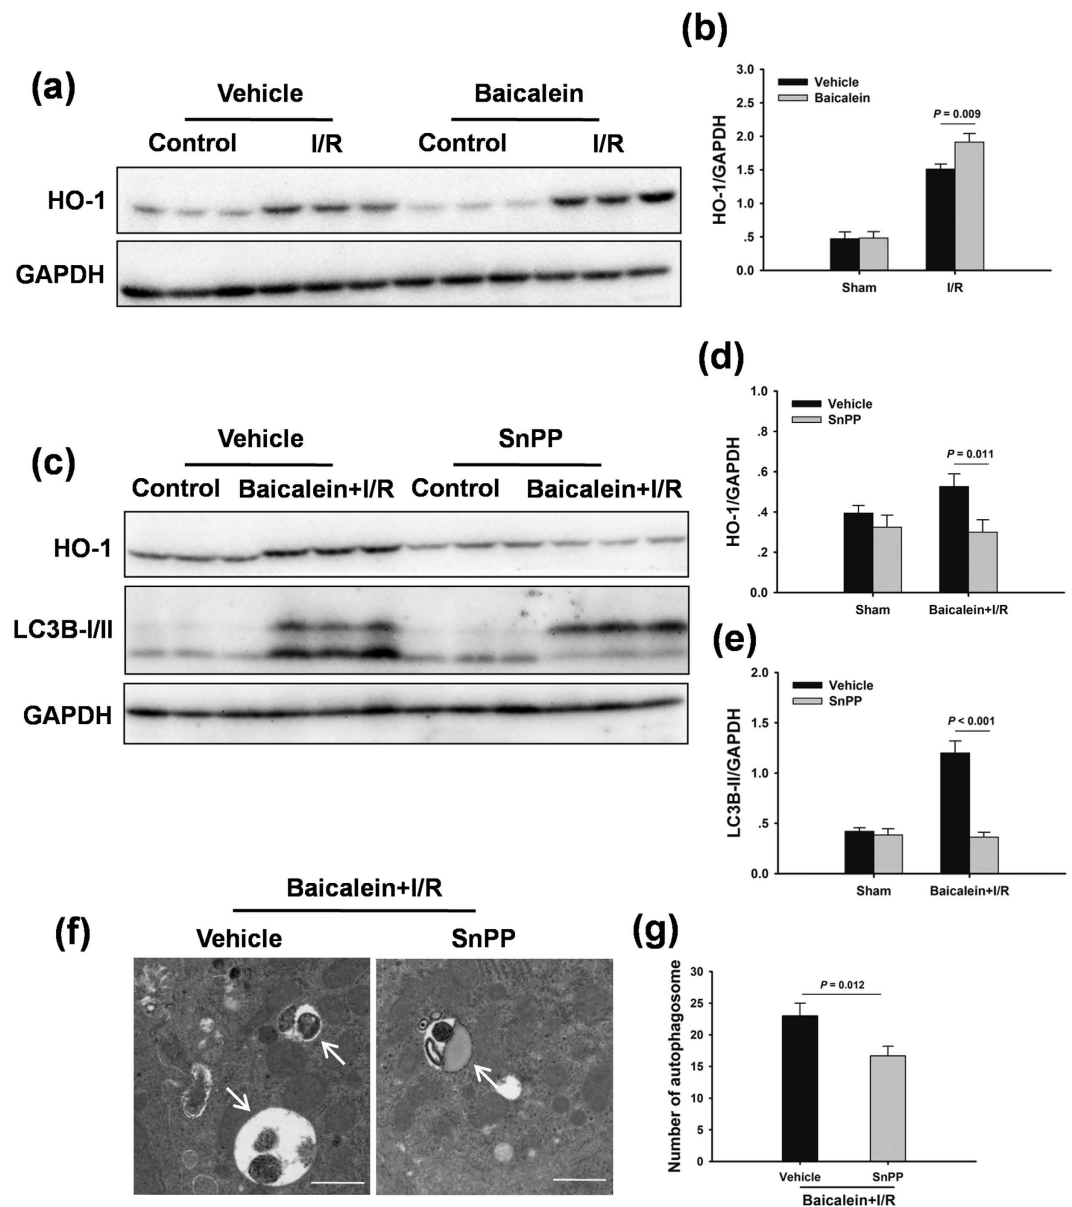 (a)
Vehicle Baicalein
Control I/R Control I/R
HO-1
GAPDH
(b)
3.0
2.5
2.0
1.5
1.0
.5
0.0
HO-1/GAPDH
Vehicle
Baicalein
P = 0.009
Sham I/R
(c)
Vehicle SnPP
Control Baicalein+I/R Control Baicalein+I/R
HO-1
LC3B-I/II
GAPDH
(d)
1.0
.8
.6
.4
.2
0.0
HO-1/GAPDH
Vehicle
SnPP
P = 0.011
Sham Baicalein+I/R
(e)
2.0
1.5
1.0
.5
0.0
LC3B-II/GAPDH
Vehicle
SnPP
P < 0.001
Sham Baicalein+I/R
(f)
Baicalein+I/R
Vehicle SnPP
(g)
30
25
20
15
10
5
0
Number of autophagosome
P = 0.012
Vehicle SnPP
Baicalein+I/R